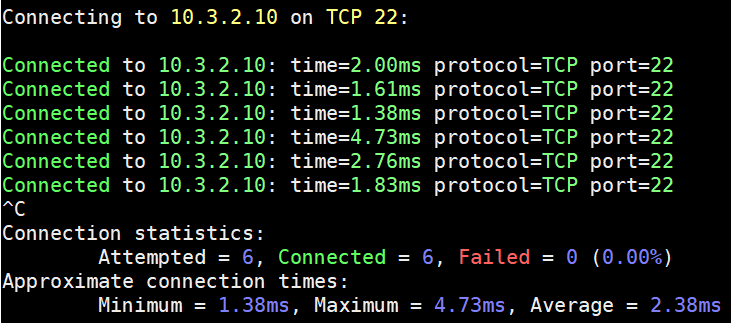 Connecting to 10.3.2.10 on TCP 22:

Connected to 10.3.2.10: time=2.00ms protocol=TCP port=22
Connected to 10.3.2.10: time=1.61ms protocol=TCP port=22
Connected to 10.3.2.10: time=1.38ms protocol=TCP port=22
Connected to 10.3.2.10: time=4.73ms protocol=TCP port=22
Connected to 10.3.2.10: time=2.76ms protocol=TCP port=22
Connected to 10.3.2.10: time=1.83ms protocol=TCP port=22
^C
Connection statistics:
        Attempted = 6, Connected = 6, Failed = 0 (0.00%)
Approximate connection times:
        Minimum = 1.38ms, Maximum = 4.73ms, Average = 2.38ms